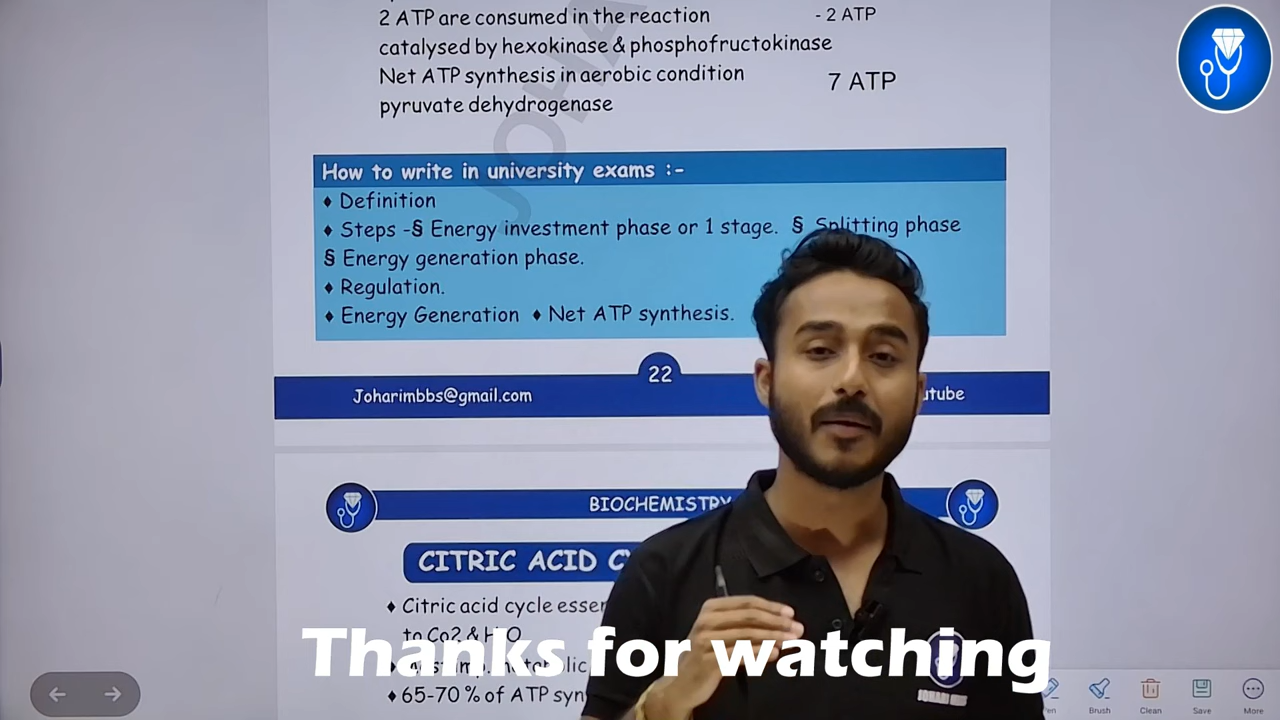 2 ATP are consumed in the reaction - 2 ATP
catalysed by hexokinase & phosphofructokinase
Net ATP synthesis in aerobic condition 7 ATP
pyruvate dehydrogenase
How to write in university exams :-
♦ Definition
♦ Steps -§ Energy investment phase or 1 stage. § Splitting phase
§ Energy generation phase.
♦ Regulation.
♦ Energy Generation ♦ Net ATP synthesis.
22
Joharimbbs@gmail.com
BIOCHEMISTRY
CITRIC ACID
♦ Citric acid cycle
to Co2 & H2O
Thanks for watching
♦ 65-70 % of ATP
Brush Clean Save More